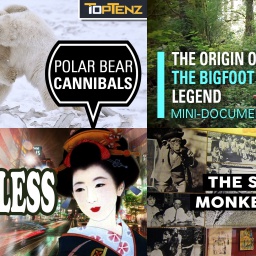 TOPTENZ
POLAR BEAR
CANNIBALS
THE ORIGIN O
THE BIGFOOT
LEGEND
MINI-DOCUME
LESS
THE S
MONKE